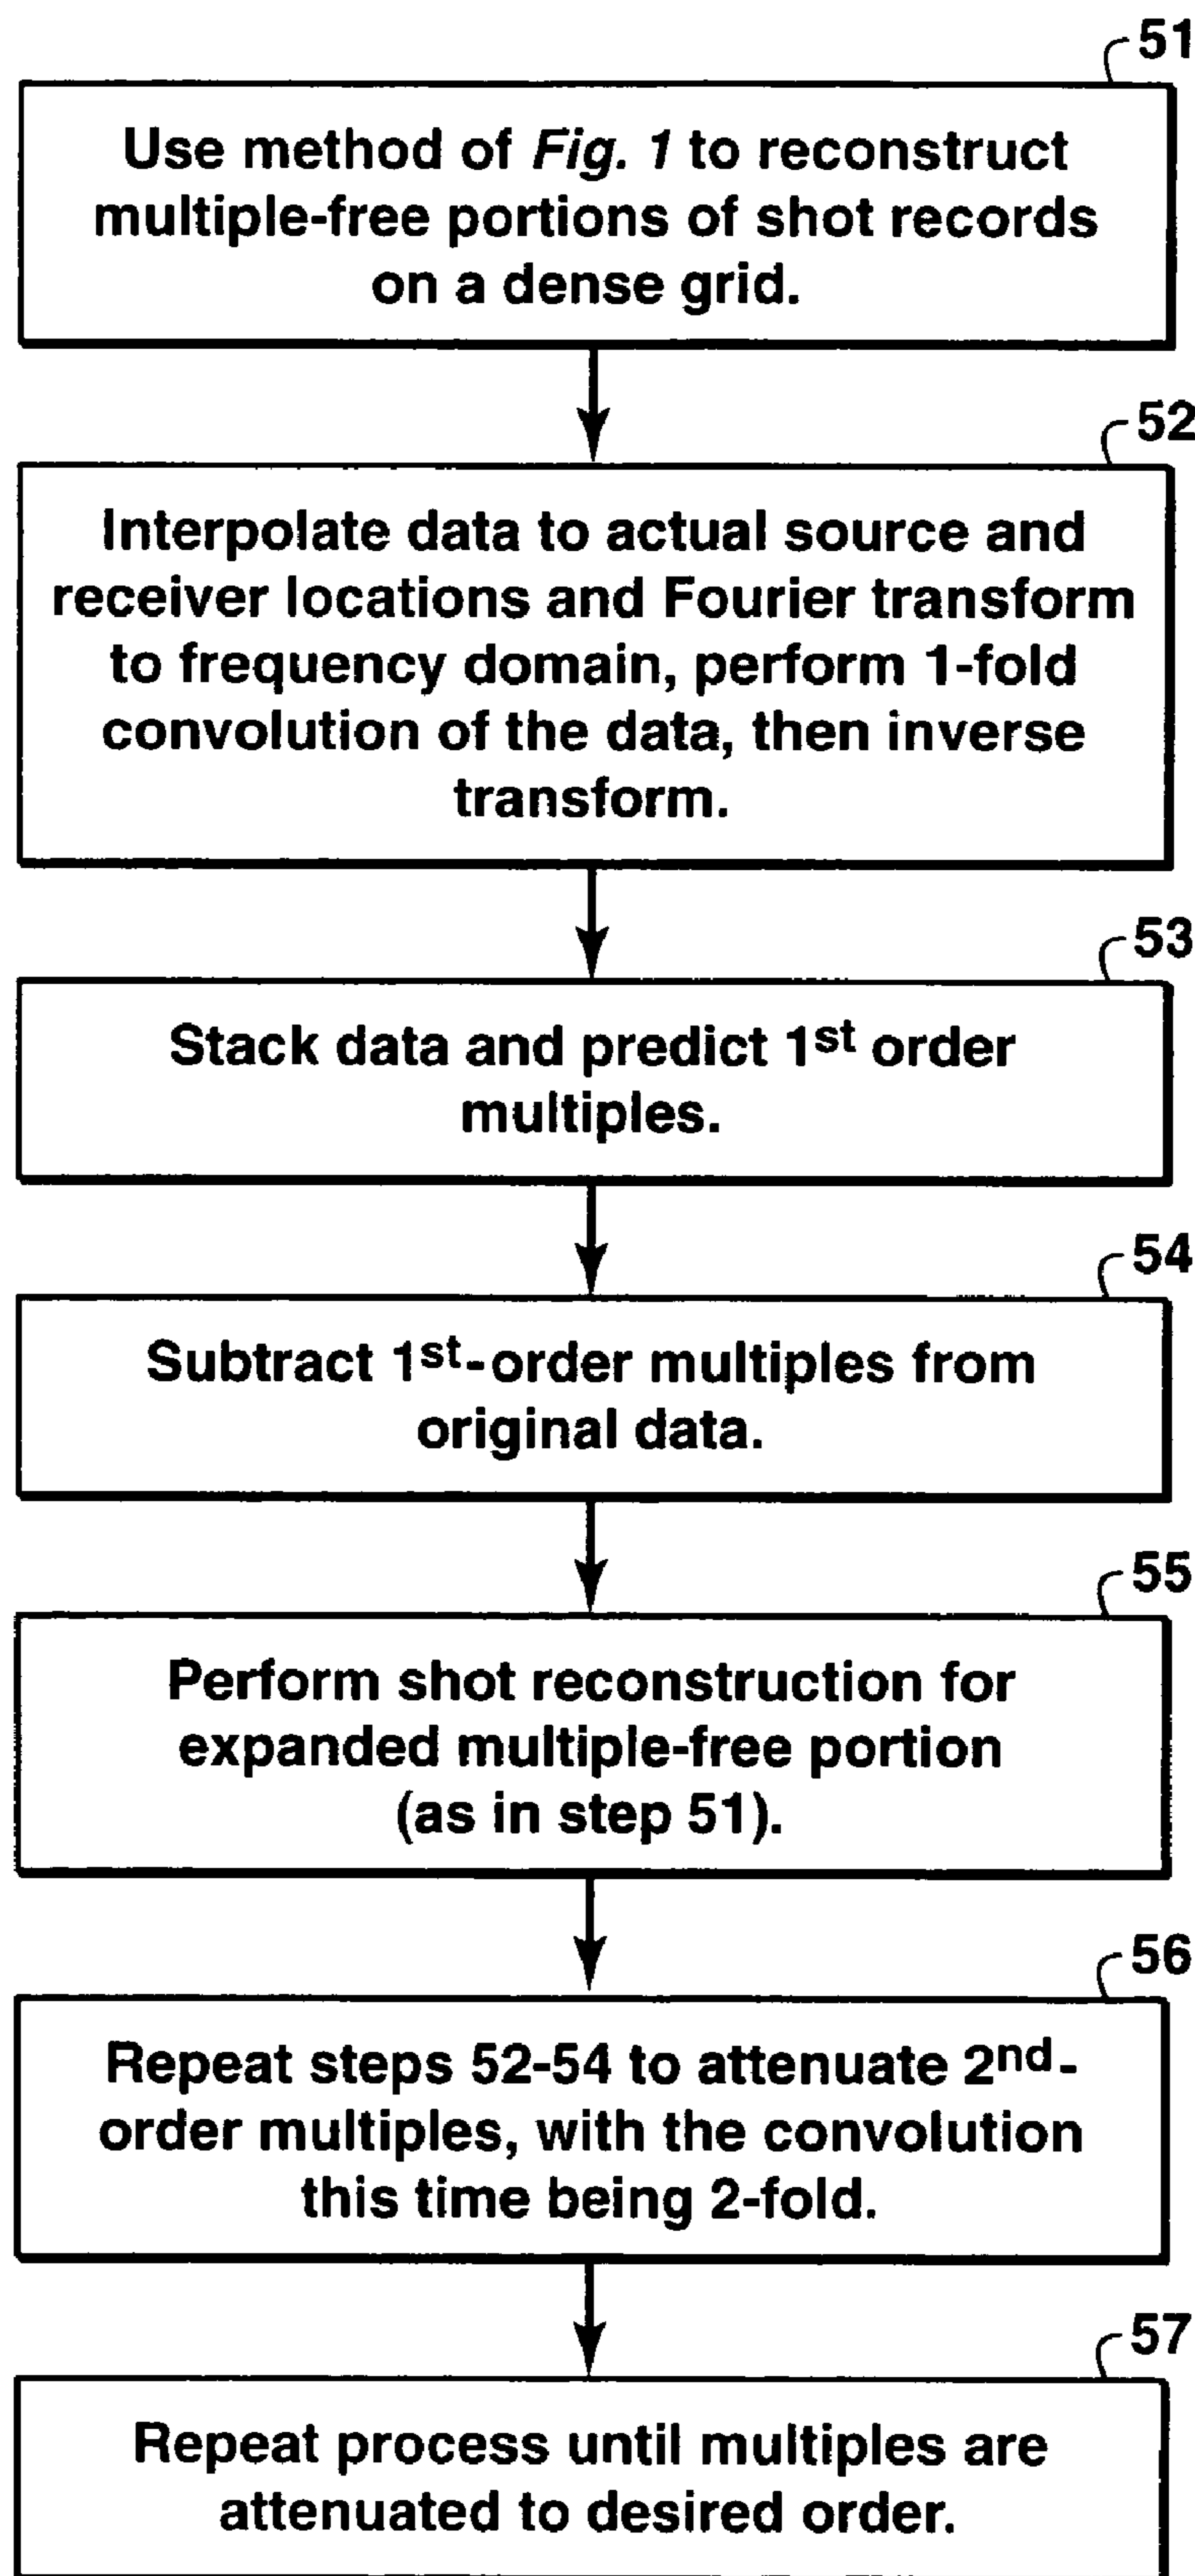 51
Use method of Fig. 1 to reconstruct
multiple-free portions of shot records
on a dense grid.
52
Interpolate data to actual source and
receiver locations and Fourier transform
to frequency domain, perform 1-fold
convolution of the data, then inverse
transform.
53
Stack data and predict 1st order
multiples.
54
Subtract 1st-order multiples from
original data.
55
Perform shot reconstruction for
expanded multiple-free portion
(as in step 51).
56
Repeat steps 52-54 to attenuate 2nd-
order multiples, with the convolution
this time being 2-fold.
57
Repeat process until multiples are
attenuated to desired order.